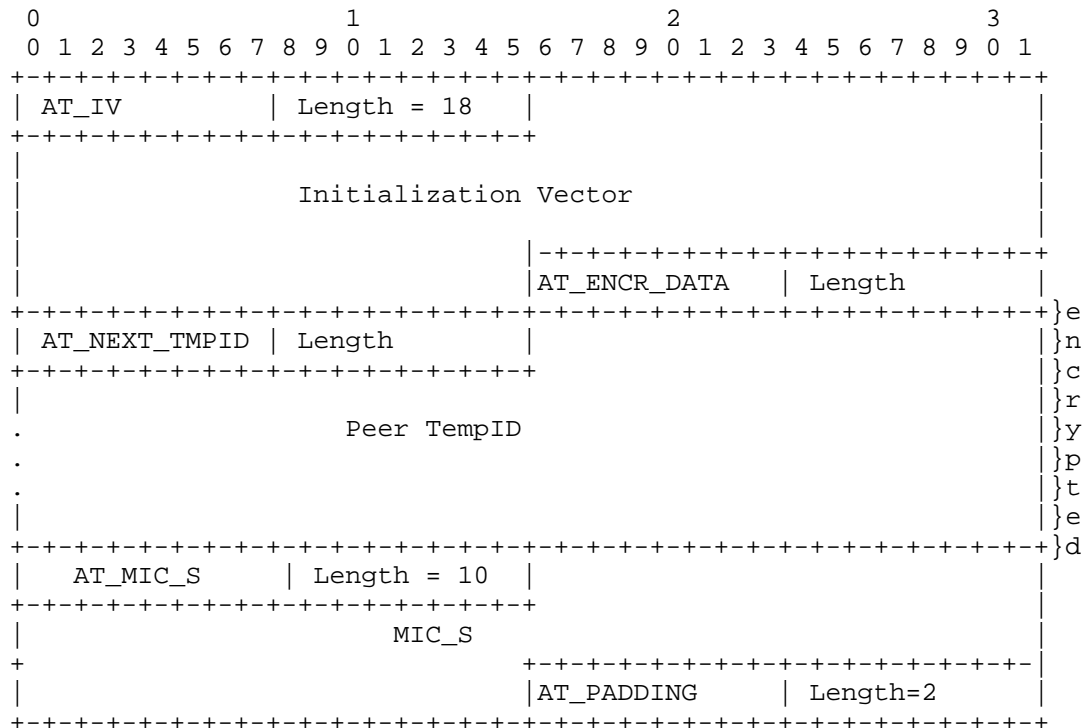 0                   1                   2                   3
 0 1 2 3 4 5 6 7 8 9 0 1 2 3 4 5 6 7 8 9 0 1 2 3 4 5 6 7 8 9 0 1
+-+-+-+-+-+-+-+-+-+-+-+-+-+-+-+-+-+-+-+-+-+-+-+-+-+-+-+-+-+-+-+-+
| AT_IV         | Length = 18   |                               |
+-+-+-+-+-+-+-+-+-+-+-+-+-+-+-+-+                               |
|                                                               |
|                 Initialization Vector                         |
|                                                               |
|                               |-+-+-+-+-+-+-+-+-+-+-+-+-+-+-+-+
|                               |AT_ENCR_DATA   | Length        |
+-+-+-+-+-+-+-+-+-+-+-+-+-+-+-+-+-+-+-+-+-+-+-+-+-+-+-+-+-+-+-+-+}e
| AT_NEXT_TMPID | Length        |                               |}n
+-+-+-+-+-+-+-+-+-+-+-+-+-+-+-+-+                               |}c
|                                                               |}r
.                    Peer TempID                                |}y
.                                                               |}p
.                                                               |}t
|                                                               |}e
+-+-+-+-+-+-+-+-+-+-+-+-+-+-+-+-+-+-+-+-+-+-+-+-+-+-+-+-+-+-+-+-+}d
|   AT_MIC_S     | Length = 10  |                               |
+-+-+-+-+-+-+-+-+-+-+-+-+-+-+-+-+                               |
|                       MIC_S                                   |
+                               +-+-+-+-+-+-+-+-+-+-+-+-+-+-+-+-|
|                               |AT_PADDING     | Length=2      |
+-+-+-+-+-+-+-+-+-+-+-+-+-+-+-+-+-+-+-+-+-+-+-+-+-+-+-+-+-+-+-+-+